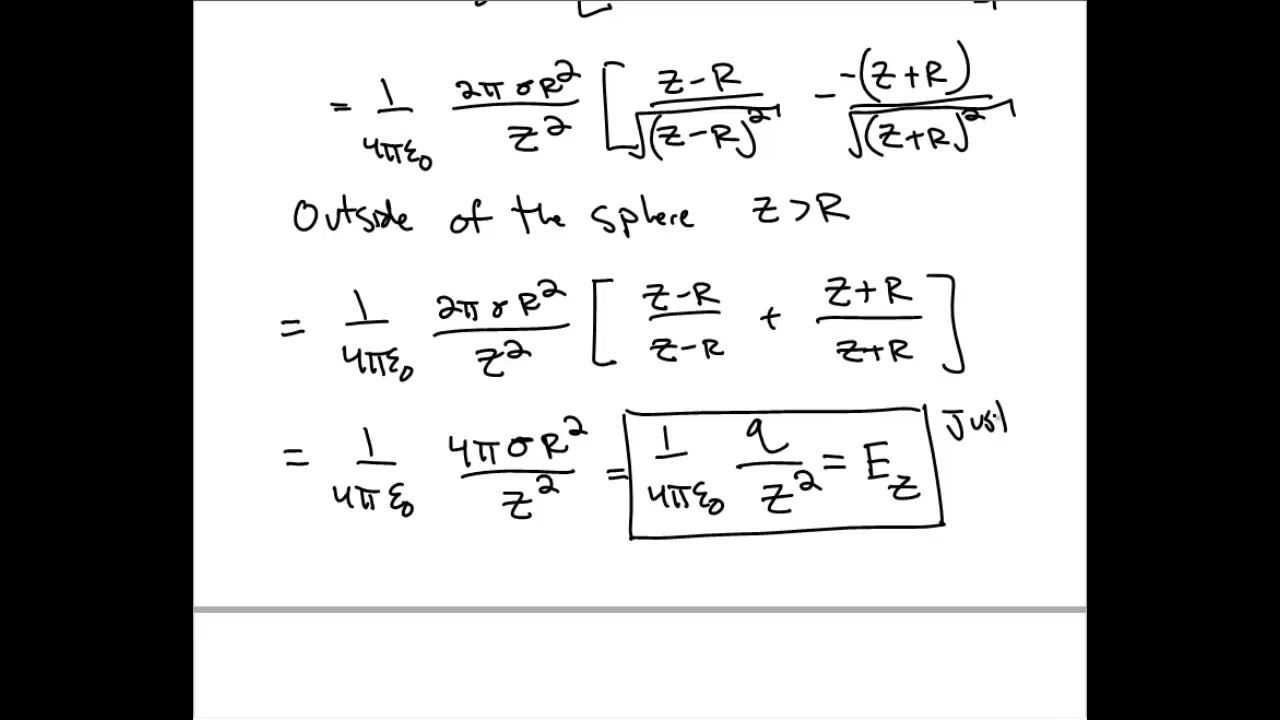 = 1/4πε₀ 2πσR²/z² [ z-R/√(z-R)² - -(z+R)/√(z+R)²
Outside of the sphere z>R
= 1/4πε₀ 2πσR²/z² [ z-R/z-R + z+R/z+R ]
= 1/4πε₀ 4πσR²/z² = 1/4πε₀ q/z² = E_z Just